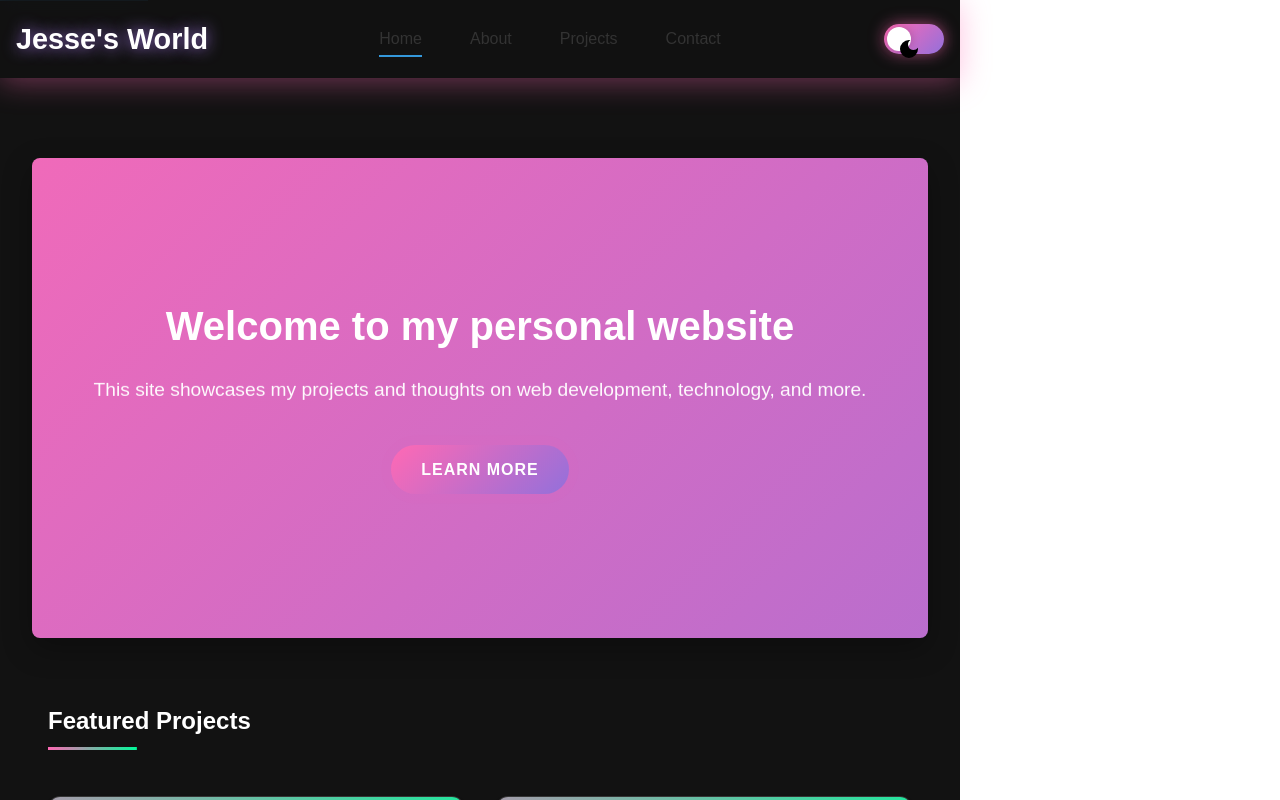 Jesse's World
Home
About
Projects
Contact
Welcome to my personal website
This site showcases my projects and thoughts on web development, technology, and more.
LEARN MORE
Featured Projects